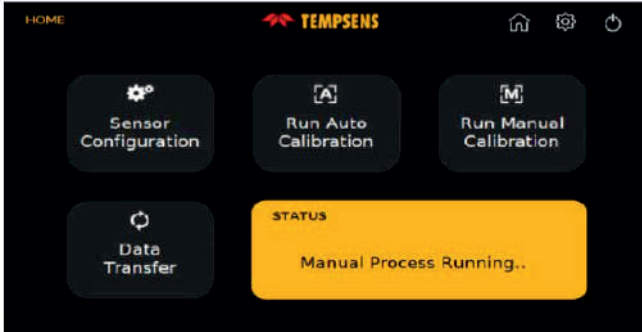 HOME
TEMPSENS
Sensor
Configuration
[A]
Run Auto
Calibration
[M]
Run Manual
Calibration
Data
Transfer
STATUS
Manual Process Running..